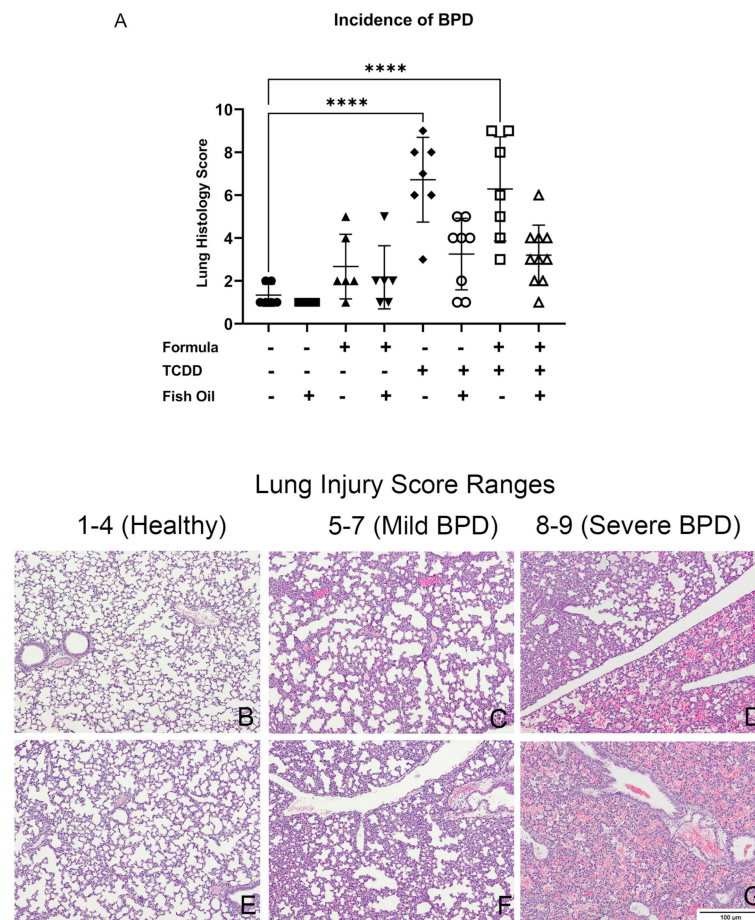 A
Incidence of BPD
****
****
Lung Histology Score
10
8
6
4
2
0
Formula - - + + - - + +
TCDD - - - - + + + +
Fish Oil - + - + - + - +
Lung Injury Score Ranges
1-4 (Healthy) 5-7 (Mild BPD) 8-9 (Severe BPD)
B C D
E F G
100 µm